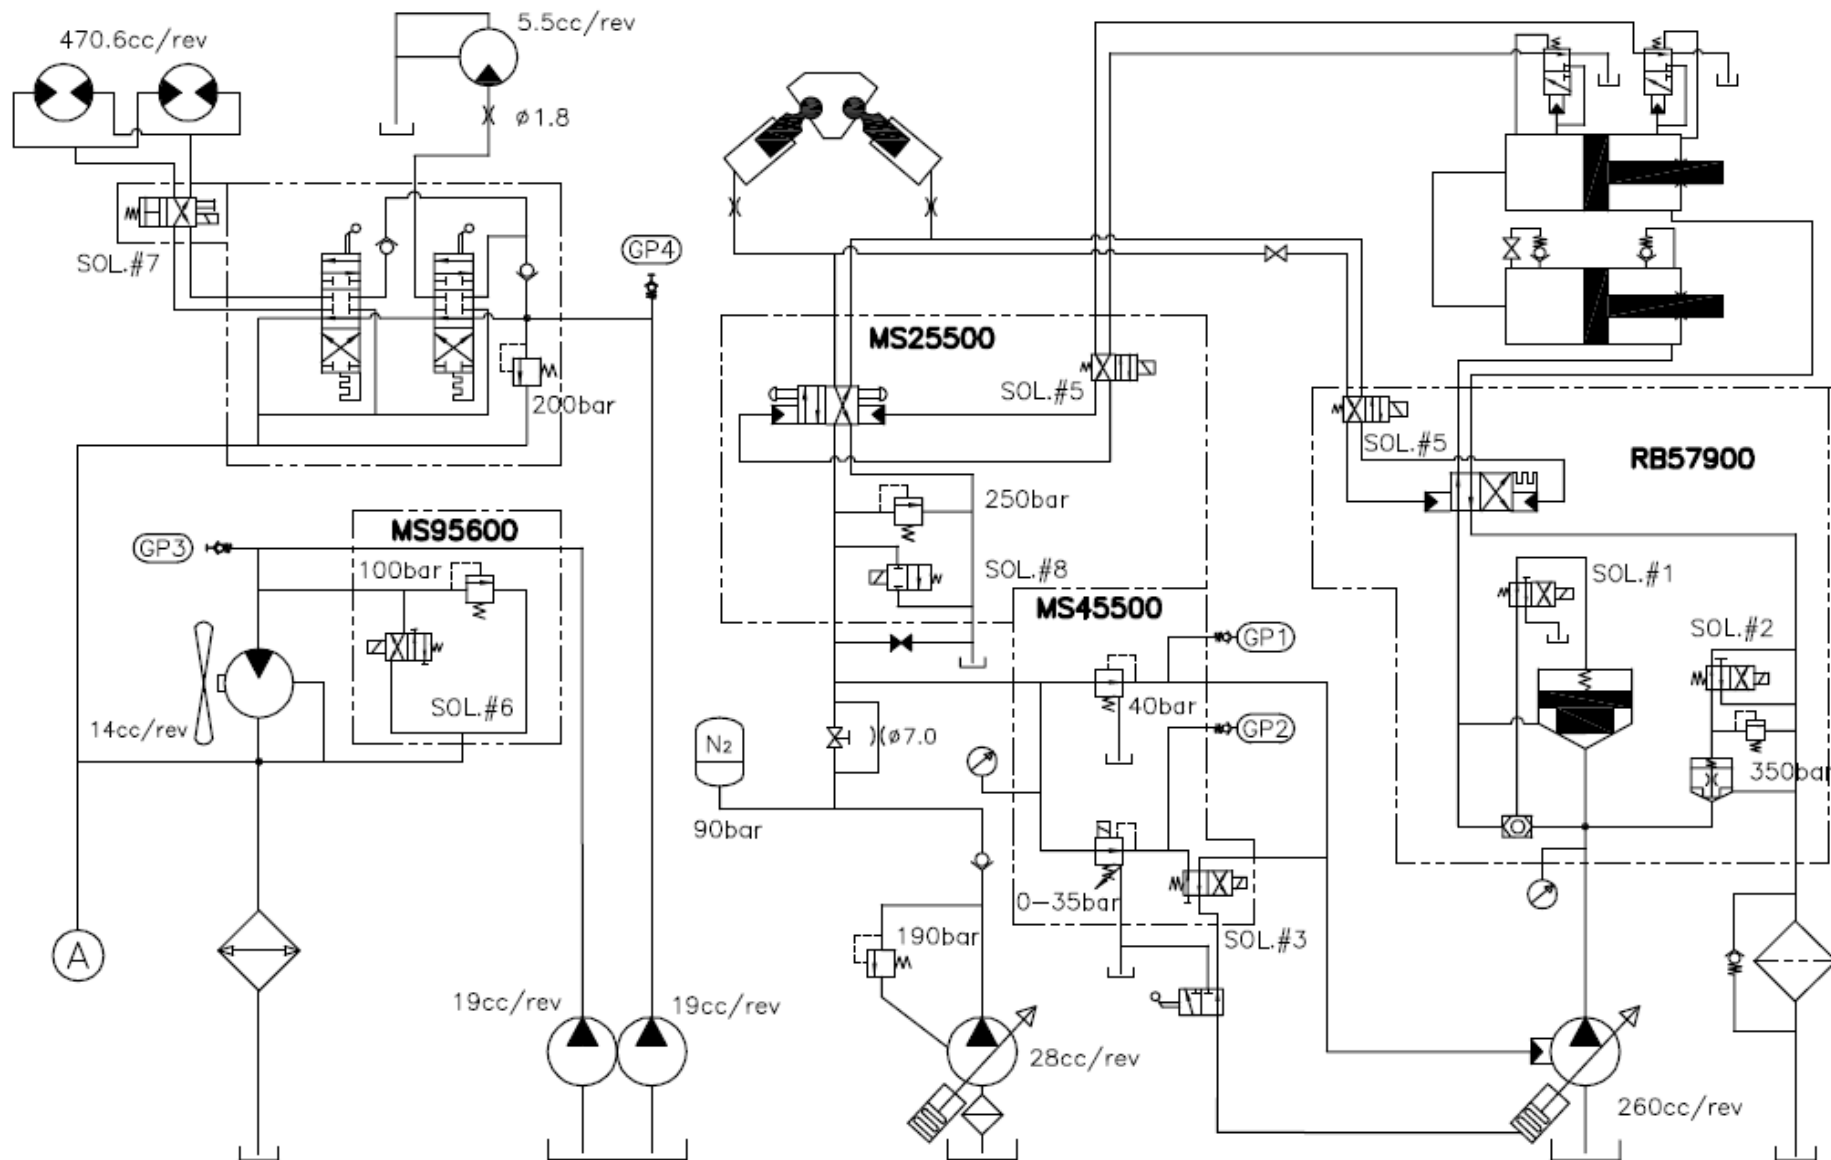 5.5cc/rev
470.6cc/rev
ø1.8
SOL.#7
GP4
MS25500
SOL.#5
200bar
SOL.#5
RB57900
250bar
MS95600
GP3
100bar
SOL.#8
SOL.#1
MS45500
GP1
SOL.#2
SOL.#6
40bar
14cc/rev
N2
ø7.0
GP2
350bar
90bar
0-35bar
190bar
SOL.#3
A
19cc/rev
19cc/rev
28cc/rev
260cc/rev